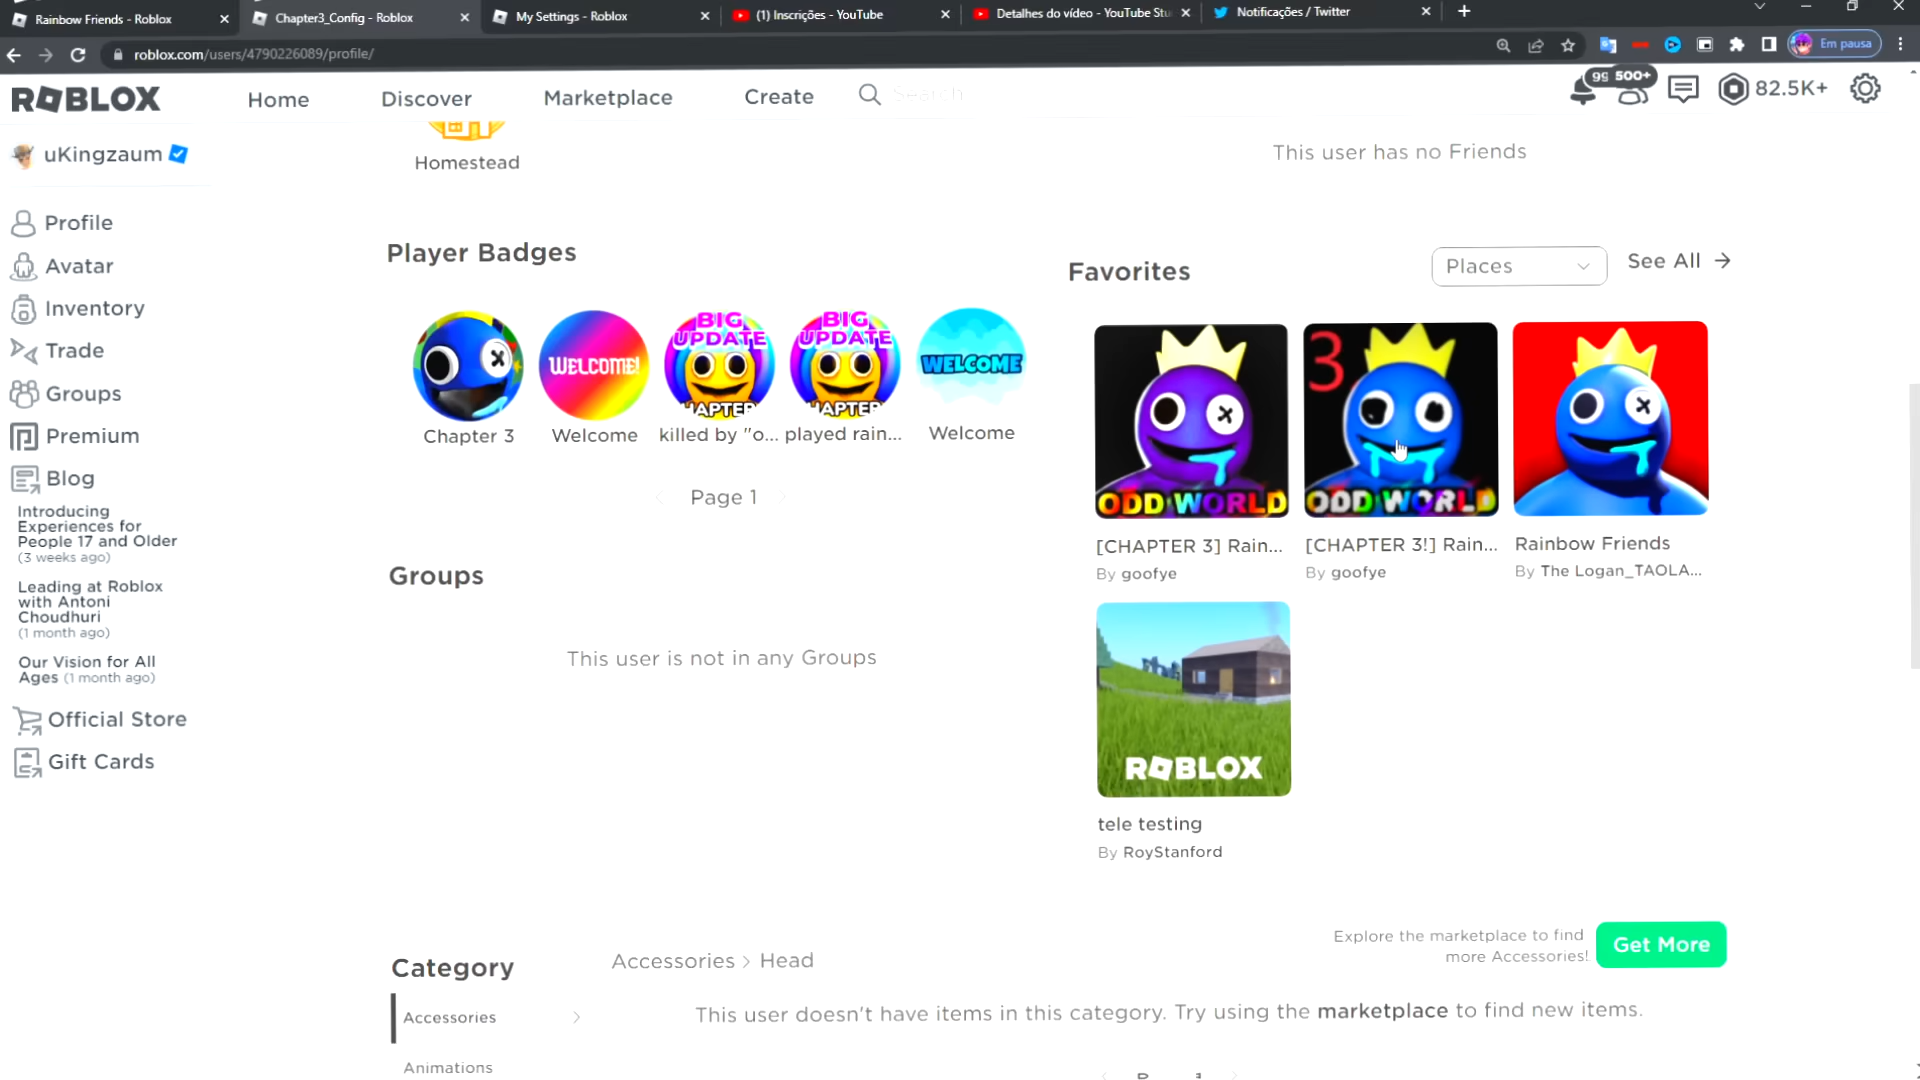 Rainbow Friends - Roblox
Chapter3_Config - Roblox
My Settings - Roblox
(1) Inscrições - YouTube
Detalhes do vídeo - YouTube Stu
Notificações / Twitter
roblox.com/users/4790226089/profile/
Em pausa
ROBLOX
Home
Discover
Marketplace
Create
Search
99
500+
82.5K+
uKingzaum
Profile
Avatar
Inventory
Trade
Groups
Premium
Blog
Introducing
Experiences for
People 17 and Older
(3 weeks ago)
Leading at Roblox
with Antoni
Choudhuri
(1 month ago)
Our Vision for All
Ages (1 month ago)
Official Store
Gift Cards
Homestead
This user has no Friends
Player Badges
WELCOME!
BIG
UPDATE
BIG
UPDATE
WELCOME
Chapter 3
Welcome
killed by "o...
played rain...
Welcome
Page 1
Groups
This user is not in any Groups
Favorites
Places
See All
ODD WORLD
3
ODD WORLD
[CHAPTER 3] Rain...
By goofye
[CHAPTER 3!] Rain...
By goofye
Rainbow Friends
By The Logan_TAOLA...
ROBLOX
tele testing
By RoyStanford
Category
Accessories
Animations
Accessories > Head
Explore the marketplace to find
more Accessories!
Get More
This user doesn't have items in this category. Try using the marketplace to find new items.